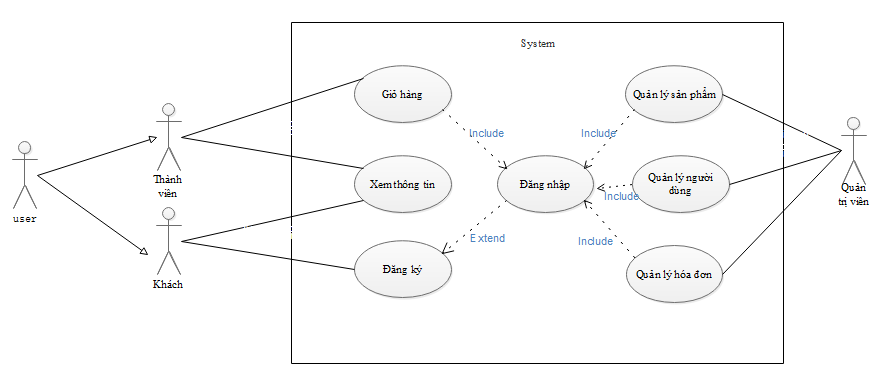 System
Giỏ hàng
Quản lý sản phẩm
Include
Include
Thành
viên
Xem thông tin
Đăng nhập
Quản lý người
dùng
Include
Quản
trị viên
user
Extend
Include
Đăng ký
Quản lý hóa đơn
Khách